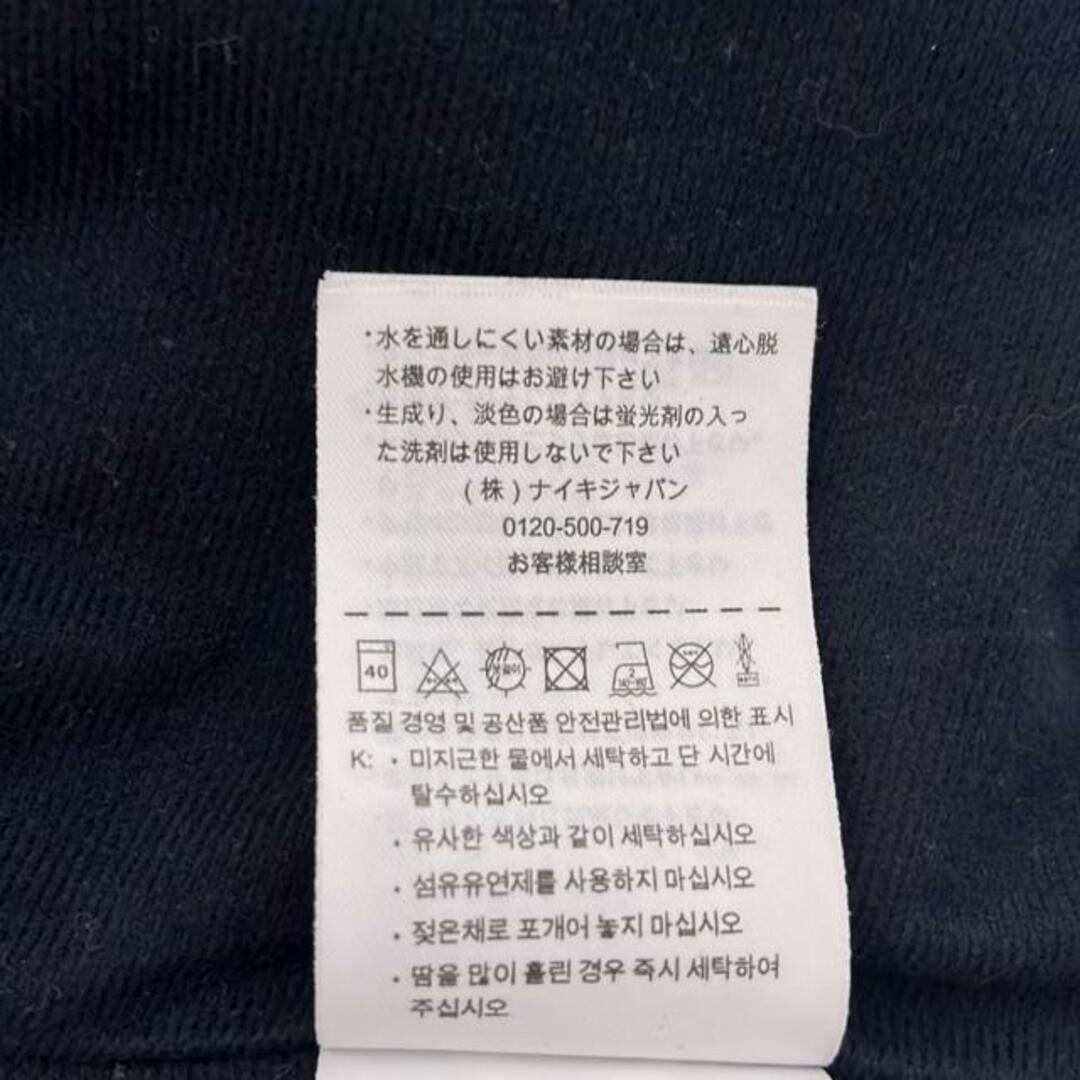 ・水を通しにくい素材の場合は、遠心脱
水機の使用はお避け下さい
・生成り、淡色の場合は蛍光剤の入っ
た洗剤は使用しないで下さい
(株)ナイキジャパン
0120-500-719
お客様相談室
40
품질 경영 및 공산품 안전관리법에 의한 표시
K: • 미지근한 물에서 세탁하고 단 시간에
탈수하십시오
• 유사한 색상과 같이 세탁하십시오
• 섬유유연제를 사용하지 마십시오
• 젖은채로 포개어 놓지 마십시오
• 땀을 많이 흘린 경우 즉시 세탁하여
주십시오